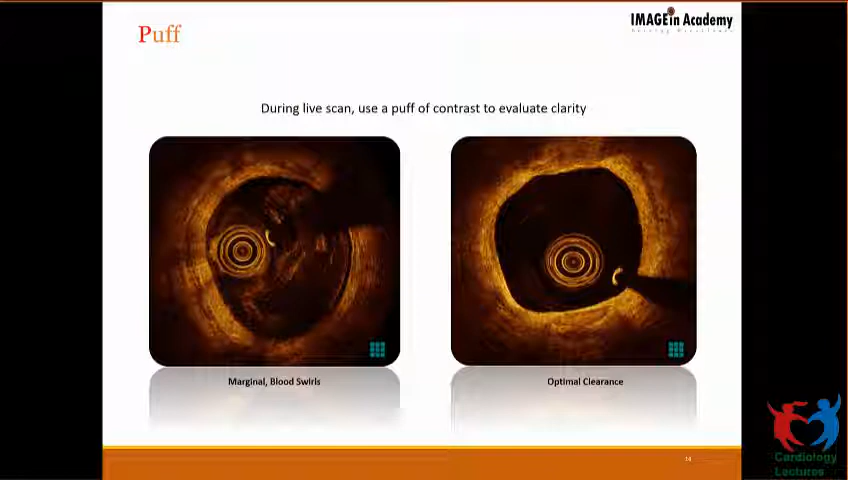 Puff
IMAGEin Academy
During live scan, use a puff of contrast to evaluate clarity
Marginal, Blood Swirls
Optimal Clearance
14
Cardiology
Lectures